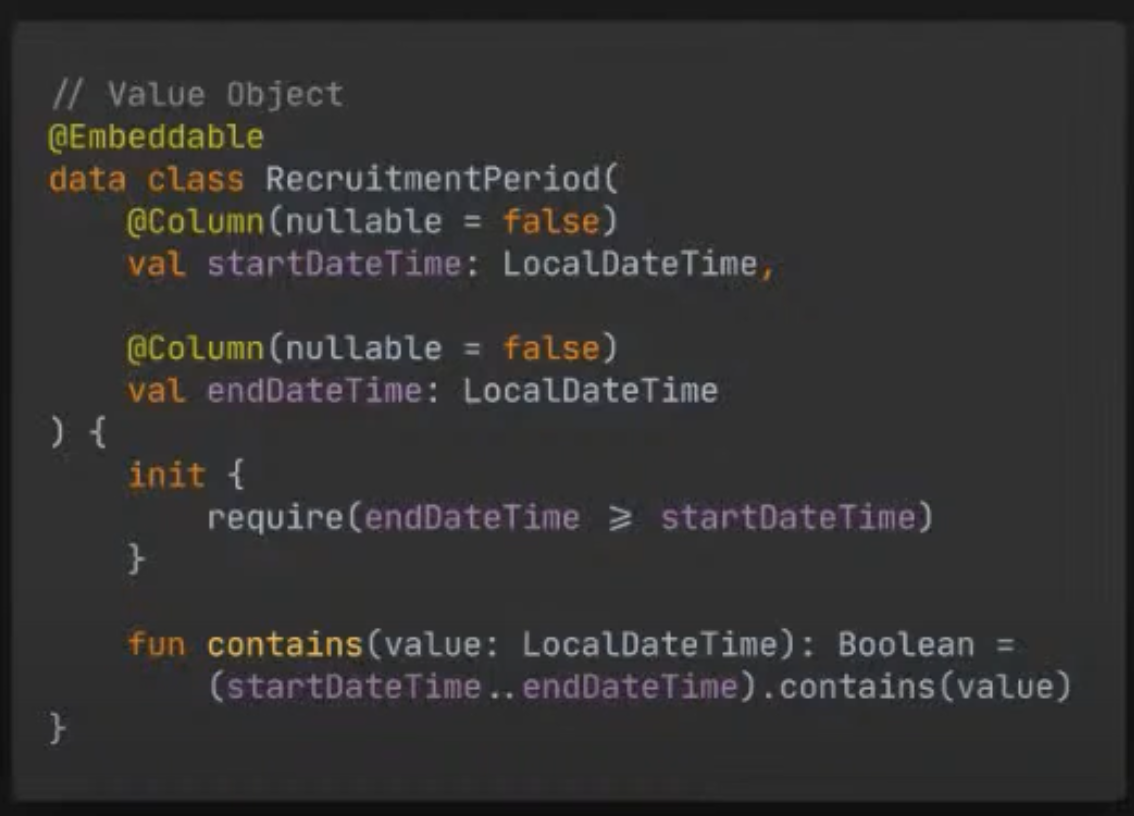 // Value Object
@Embeddable
data class RecruitmentPeriod(
    @Column(nullable = false)
    val startDateTime: LocalDateTime,

    @Column(nullable = false)
    val endDateTime: LocalDateTime
) {
    init {
        require(endDateTime ⩾ startDateTime)
    }

    fun contains(value: LocalDateTime): Boolean =
        (startDateTime..endDateTime).contains(value)
}